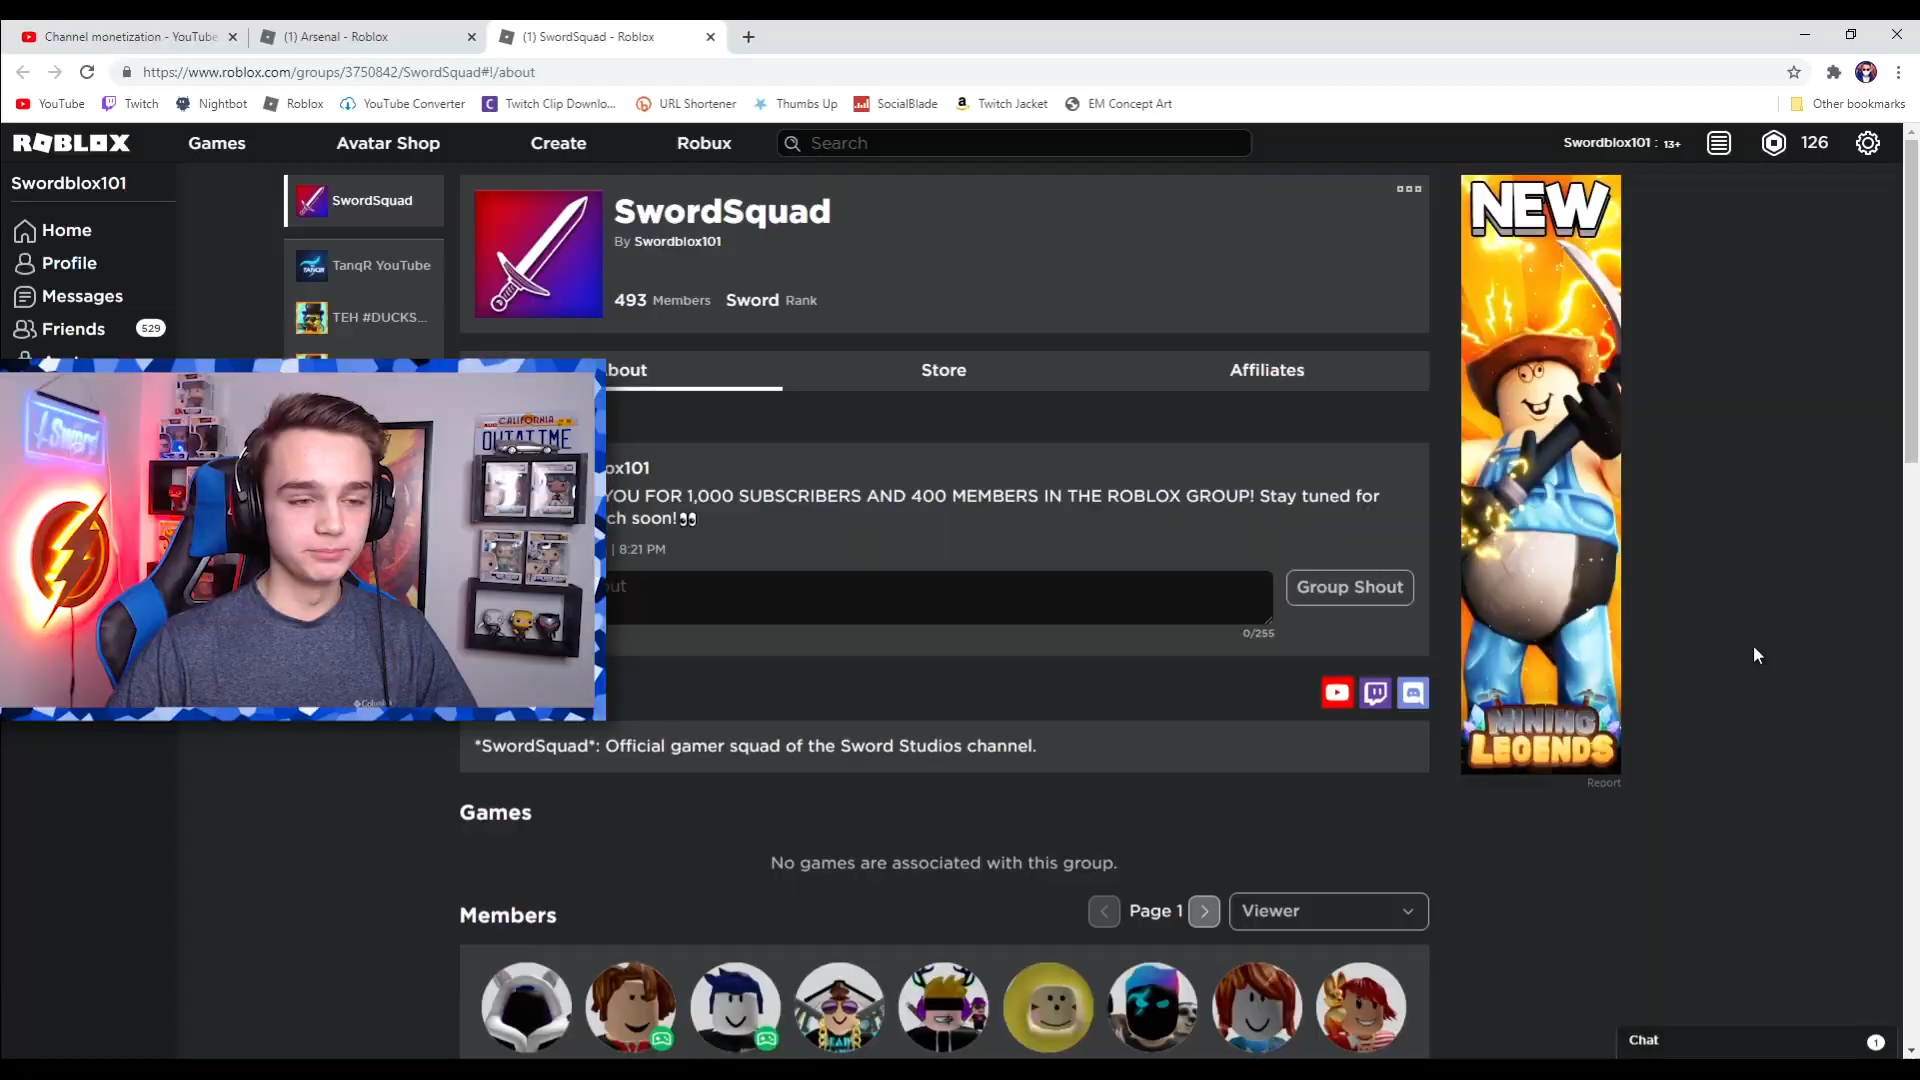 Channel monetization - YouTube
(1) Arsenal - Roblox
(1) SwordSquad - Roblox
https://www.roblox.com/groups/3750842/SwordSquad#!/about
YouTube
Twitch
Nightbot
Roblox
YouTube Converter
Twitch Clip Downlo...
URL Shortener
Thumbs Up
SocialBlade
Twitch Jacket
EM Concept Art
Other bookmarks
ROBLOX
Games
Avatar Shop
Create
Robux
Search
Swordblox101 : 13+
126
Swordblox101
Home
Profile
Messages
Friends
529
SwordSquad
TanqR YouTube
TEH #DUCKS...
SwordSquad
By Swordblox101
493 Members Sword Rank
bout
Store
Affiliates
ox101
YOU FOR 1,000 SUBSCRIBERS AND 400 MEMBERS IN THE ROBLOX GROUP! Stay tuned for
ch soon!👀
| 8:21 PM
out
Group Shout
0/255
*SwordSquad*: Official gamer squad of the Sword Studios channel.
Games
No games are associated with this group.
Members
Page 1
Viewer
NEW
MINING
LEGENDS
Report
Chat
1
Sword
CALIFORNIA
OUTATIME